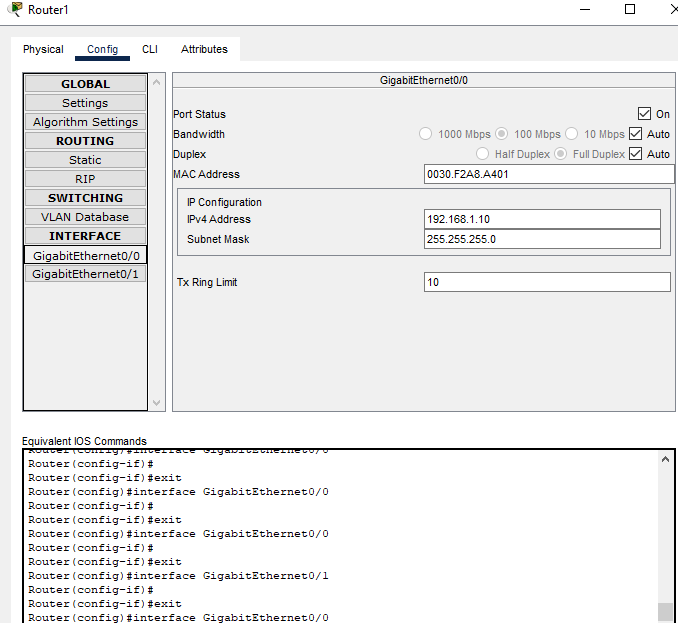 Router1
Physical Config CLI Attributes
GLOBAL
Settings
Algorithm Settings
ROUTING
Static
RIP
SWITCHING
VLAN Database
INTERFACE
GigabitEthernet0/0
GigabitEthernet0/1
GigabitEthernet0/0
Port Status On
Bandwidth 1000 Mbps 100 Mbps 10 Mbps Auto
Duplex Half Duplex Full Duplex Auto
MAC Address 0030.F2A8.A401
IP Configuration
IPv4 Address 192.168.1.10
Subnet Mask 255.255.255.0
Tx Ring Limit 10
Equivalent IOS Commands
Router(config)#interface GigabitEthernet0/0
Router(config-if)#
Router(config-if)#exit
Router(config)#interface GigabitEthernet0/0
Router(config-if)#
Router(config-if)#exit
Router(config)#interface GigabitEthernet0/0
Router(config-if)#
Router(config-if)#exit
Router(config)#interface GigabitEthernet0/1
Router(config-if)#
Router(config-if)#exit
Router(config)#interface GigabitEthernet0/0